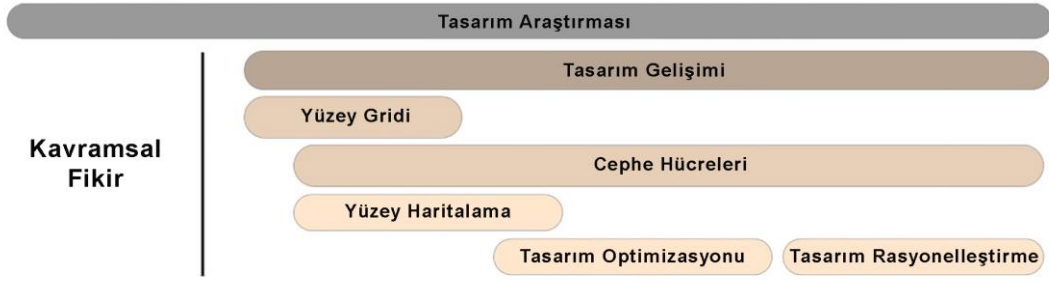 Tasarım Araştırması
Tasarım Gelişimi
Yüzey Gridi
Kavramsal
Fikir
Cephe Hücreleri
Yüzey Haritalama
Tasarım Optimizasyonu
Tasarım Rasyonelleştirme